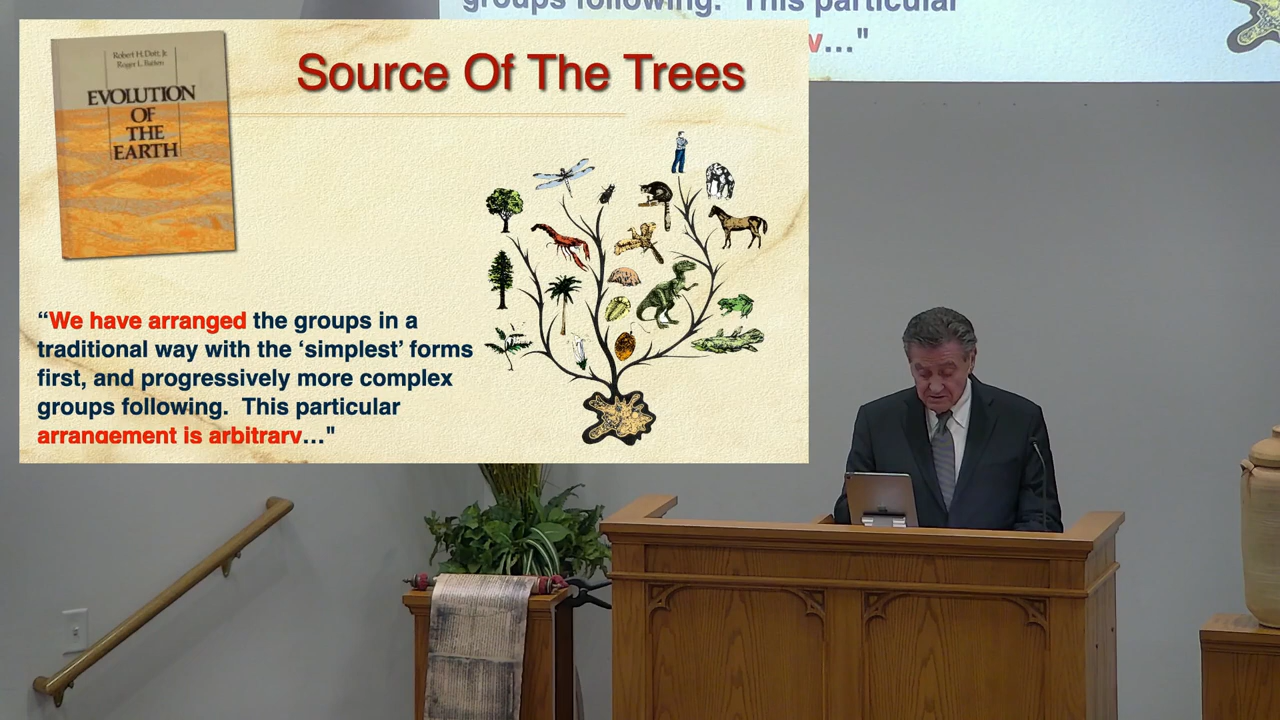 groups following.  This particular
v..."
Robert H. Dott, Jr.
Roger L. Batten
EVOLUTION
OF
THE
EARTH
Source Of The Trees
“We have arranged the groups in a
traditional way with the ‘simplest’ forms
first, and progressively more complex
groups following.  This particular
arrangement is arbitrary..."